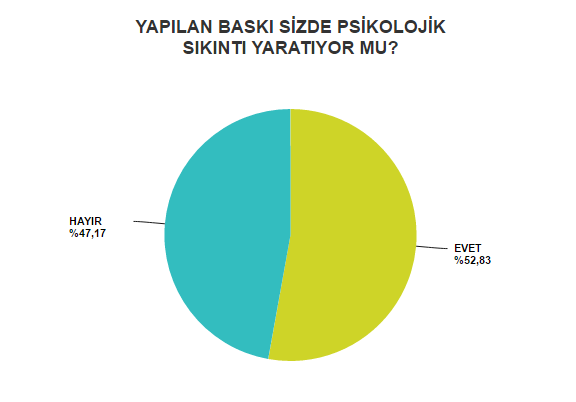 YAPILAN BASKI SİZDE PSİKOLOJİK
SIKINTI YARATIYOR MU?
HAYIR
%47,17
EVET
%52,83